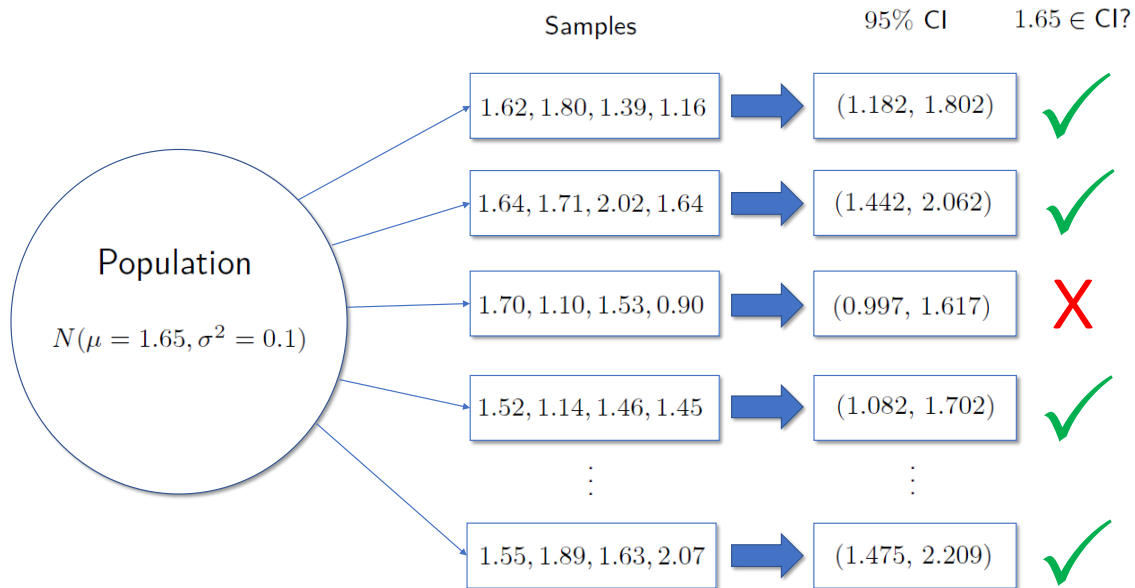 Samples 95% CI 1.65 ∈ CI?
1.62, 1.80, 1.39, 1.16 (1.182, 1.802) ✓
1.64, 1.71, 2.02, 1.64 (1.442, 2.062) ✓
Population
N(μ = 1.65, σ² = 0.1)
1.70, 1.10, 1.53, 0.90 (0.997, 1.617) X
1.52, 1.14, 1.46, 1.45 (1.082, 1.702) ✓
⋮ ⋮
1.55, 1.89, 1.63, 2.07 (1.475, 2.209) ✓